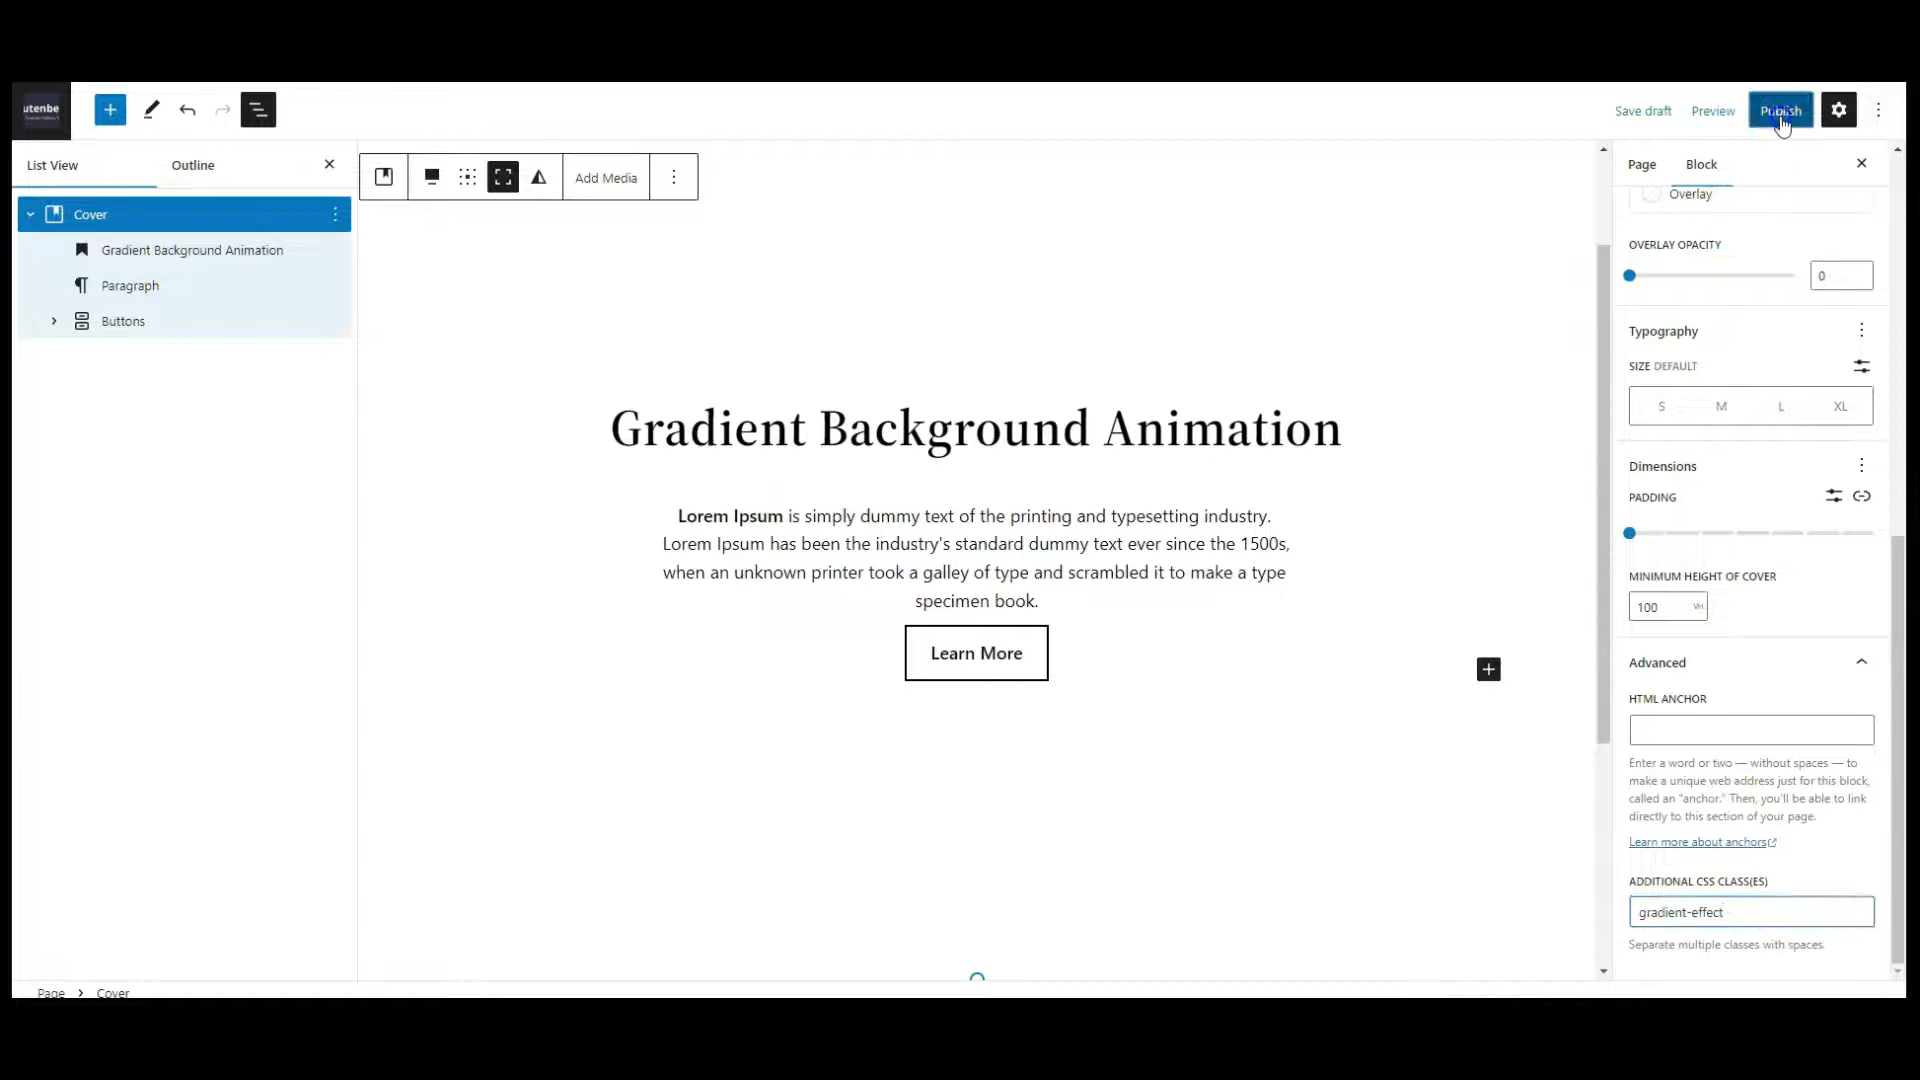 utenbe
Save draft
Preview
Publish
List View
Outline
Add Media
Page
Block
Cover
Gradient Background Animation
Paragraph
Buttons
Gradient Background Animation
Lorem Ipsum is simply dummy text of the printing and typesetting industry.
Lorem Ipsum has been the industry's standard dummy text ever since the 1500s,
when an unknown printer took a galley of type and scrambled it to make a type
specimen book.
Learn More
Overlay
OVERLAY OPACITY
0
Typography
SIZE DEFAULT
S M L XL
Dimensions
PADDING
MINIMUM HEIGHT OF COVER
100 VH
Advanced
HTML ANCHOR
Enter a word or two — without spaces — to
make a unique web address just for this block,
called an "anchor." Then, you'll be able to link
directly to this section of your page.
Learn more about anchors
ADDITIONAL CSS CLASS(ES)
gradient-effect
Separate multiple classes with spaces.
Page > Cover